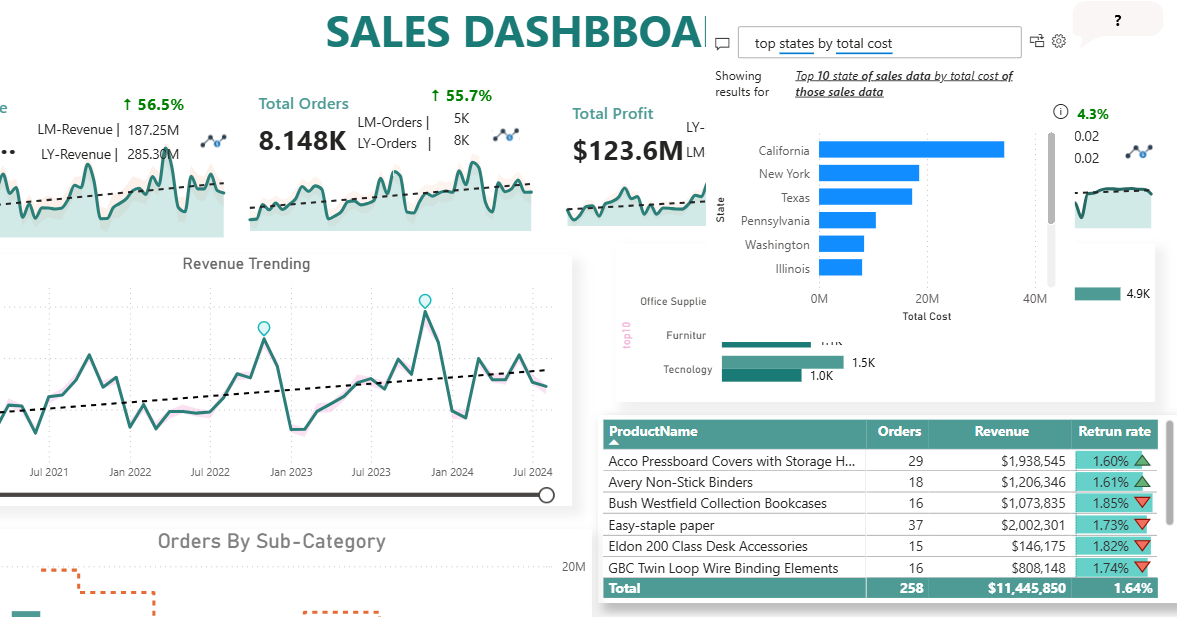 SALES DASHBBOA
?
top states by total cost
Showing results for
Top 10 state of sales data by total cost of those sales data
e
↑ 56.5%
LM-Revenue | 187.25M
LY-Revenue | 285.30M
Total Orders
↑ 55.7%
8.148K
LM-Orders | 5K
LY-Orders | 8K
Total Profit
$123.6M
LY-
LM
4.3%
0.02
0.02
State
California
New York
Texas
Pennsylvania
Washington
Illinois
0M 20M 40M
Total Cost
Revenue Trending
Jul 2021 Jan 2022 Jul 2022 Jan 2023 Jul 2023 Jan 2024 Jul 2024
top10
Office Supplie
4.9K
Furnitur
Tecnology
1.5K
1.0K
ProductName Orders Revenue Retrun rate
Acco Pressboard Covers with Storage H... 29 $1,938,545 1.60%
Avery Non-Stick Binders 18 $1,206,346 1.61%
Bush Westfield Collection Bookcases 16 $1,073,835 1.85%
Easy-staple paper 37 $2,002,301 1.73%
Eldon 200 Class Desk Accessories 15 $146,175 1.82%
GBC Twin Loop Wire Binding Elements 16 $808,148 1.74%
Total 258 $11,445,850 1.64%
Orders By Sub-Category
20M